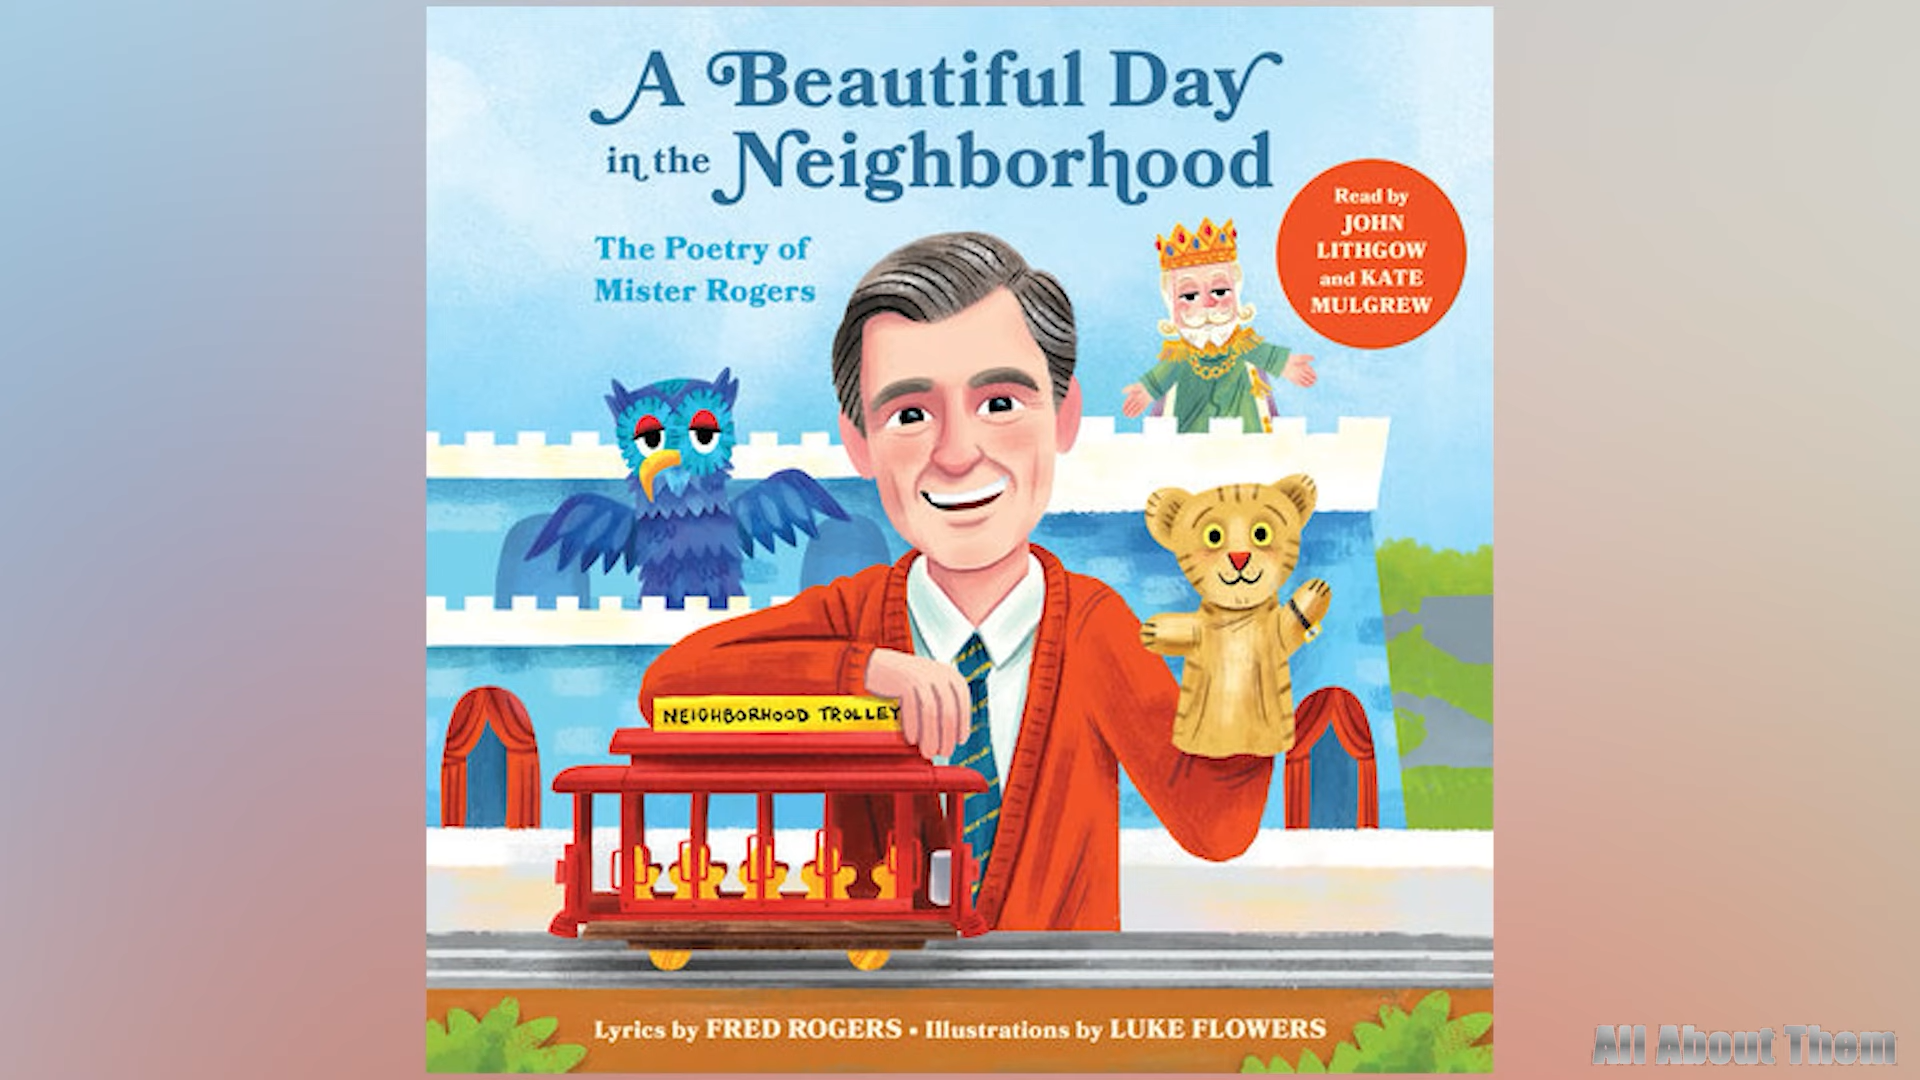 A Beautiful Day
in the Neighborhood
The Poetry of
Mister Rogers
Read by
JOHN
LITHGOW
and KATE
MULGREW
NEIGHBORHOOD TROLLEY
Lyrics by FRED ROGERS • Illustrations by LUKE FLOWERS
All About Them